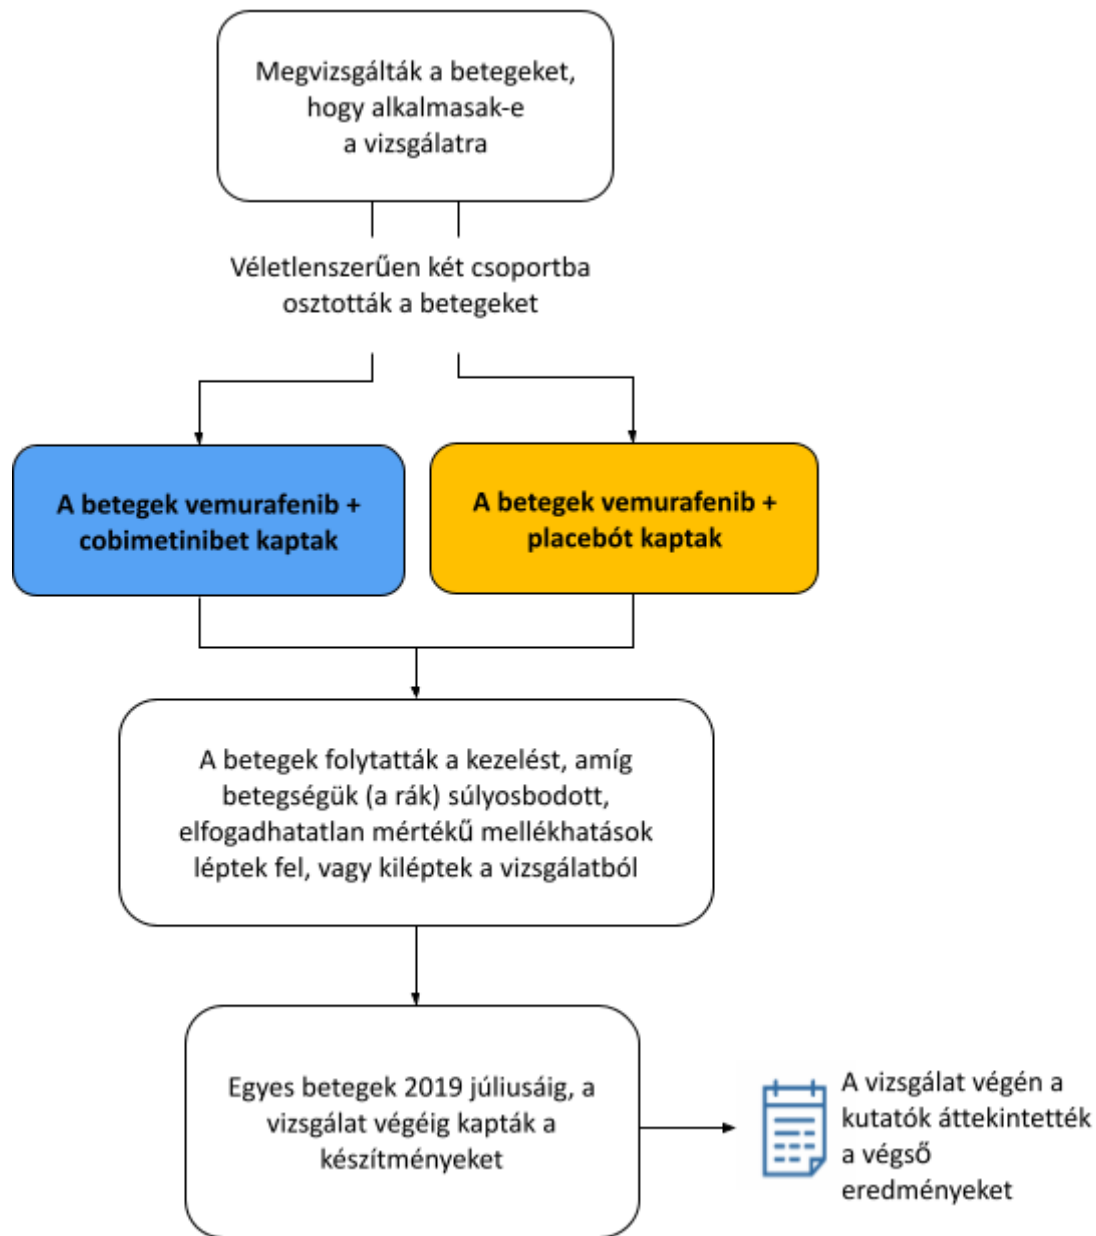 Megvizsgálták a betegeket,
hogy alkalmasak-e
a vizsgálatra
Véletlenszerűen két csoportba
osztották a betegeket
A betegek vemurafenib +
cobimetinibet kaptak
A betegek vemurafenib +
placebót kaptak
A betegek folytatták a kezelést, amíg
betegségük (a rák) súlyosbodott,
elfogadhatatlan mértékű mellékhatások
léptek fel, vagy kiléptek a vizsgálatból
Egyes betegek 2019 júliusáig, a
vizsgálat végéig kapták a
készítményeket
A vizsgálat végén a
kutatók áttekintették
a végső
eredményeket